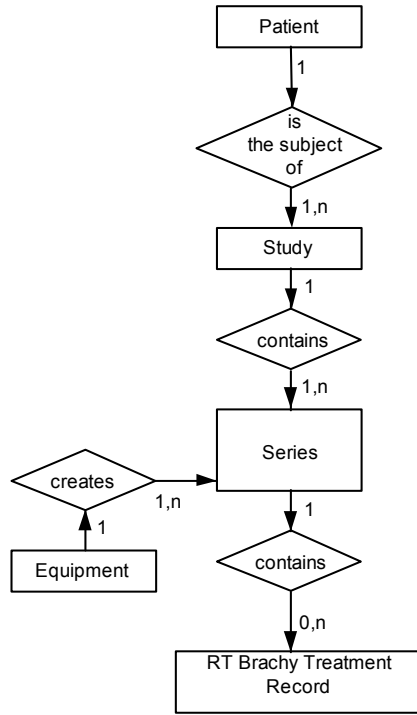 Patient
1
is
the subject
of
1,n
Study
1
contains
1,n
Series
creates
1,n
1
Equipment
1
contains
0,n
RT Brachy Treatment
Record